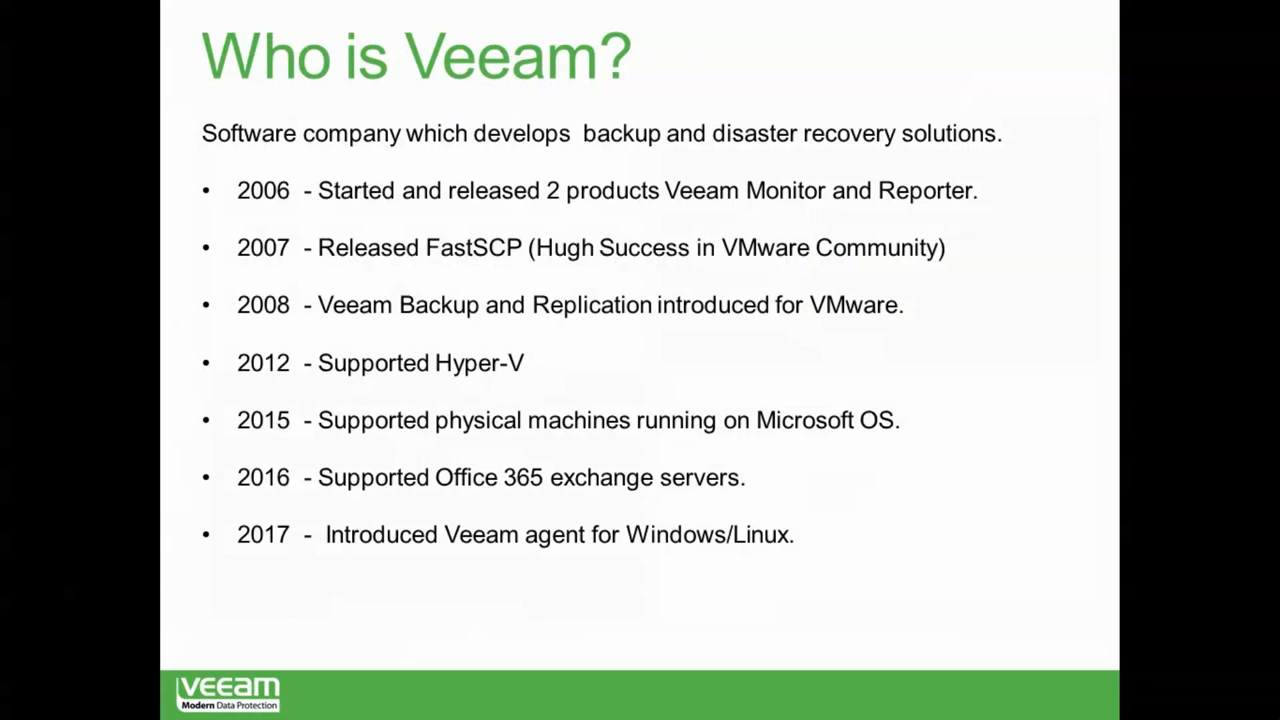 Who is Veeam?
Software company which develops  backup and disaster recovery solutions.
• 2006 - Started and released 2 products Veeam Monitor and Reporter.
• 2007 - Released FastSCP (Hugh Success in VMware Community)
• 2008 - Veeam Backup and Replication introduced for VMware.
• 2012 - Supported Hyper-V
• 2015 - Supported physical machines running on Microsoft OS.
• 2016 - Supported Office 365 exchange servers.
• 2017 - Introduced Veeam agent for Windows/Linux.
veeam
Modern Data Protection